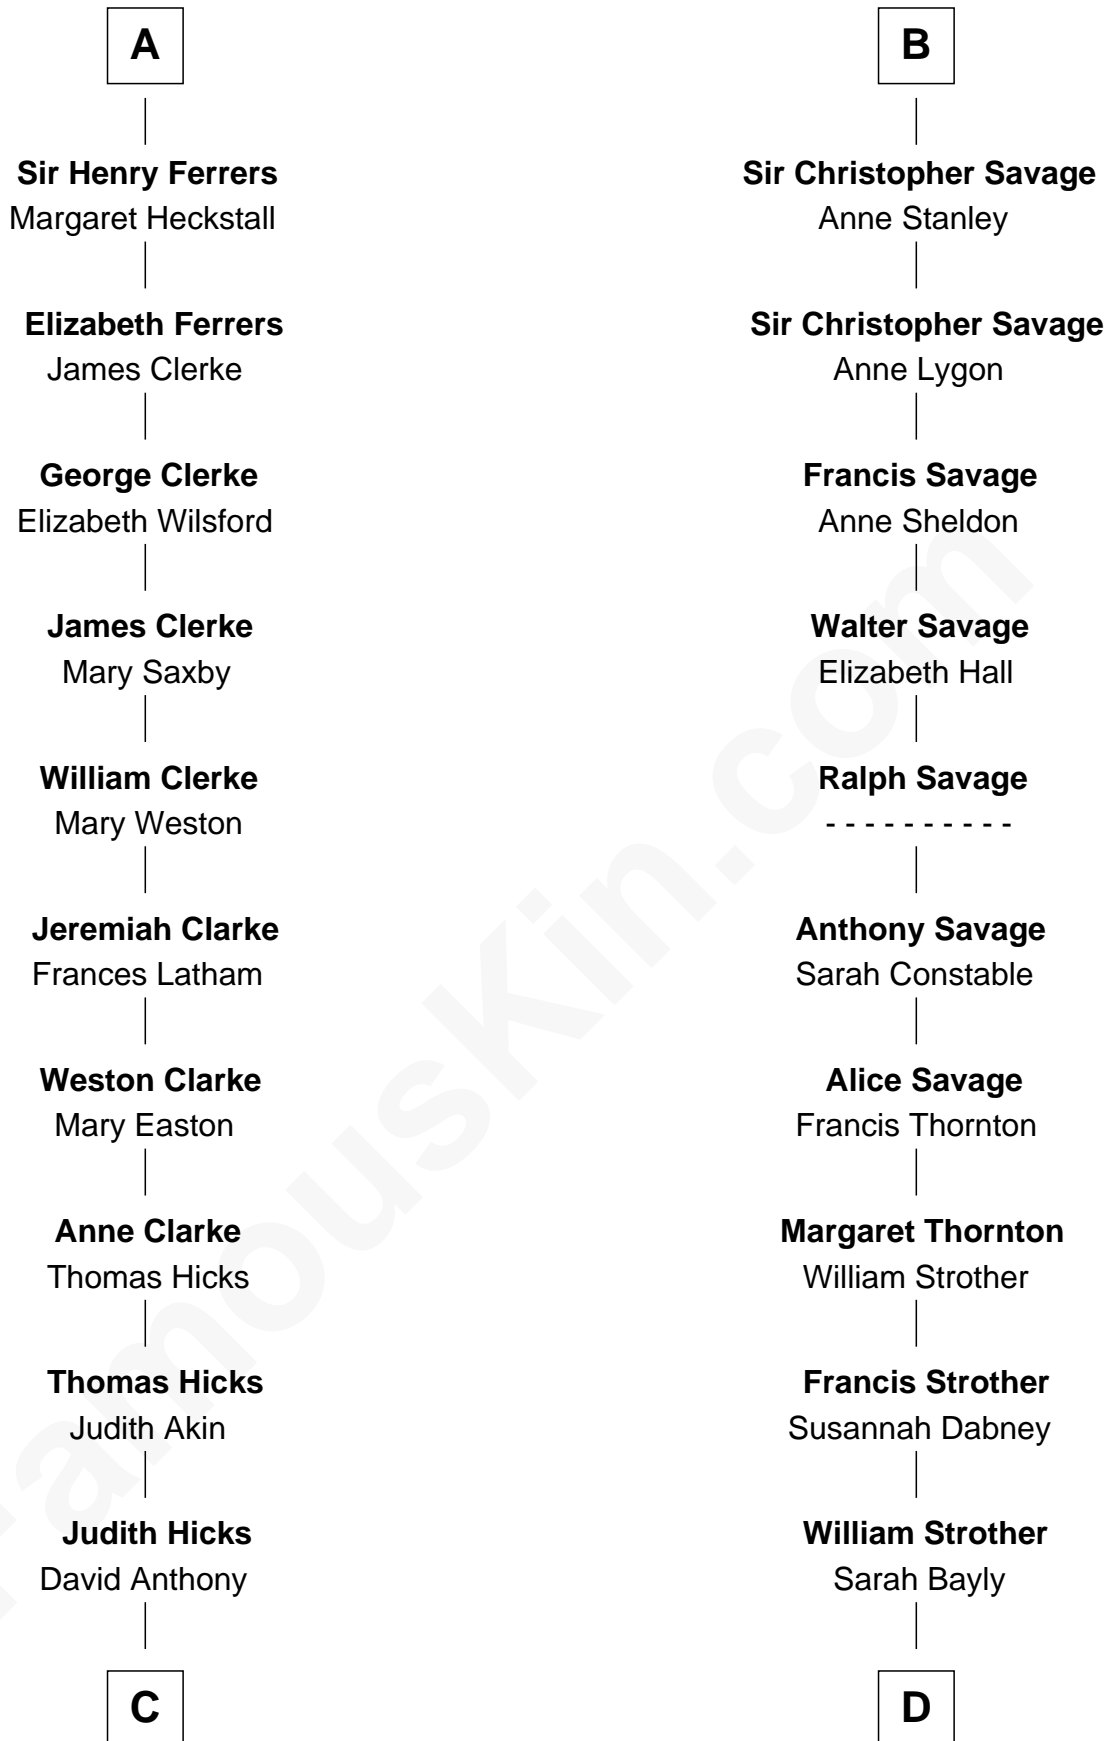 A
Sir Henry Ferrers
Margaret Heckstall
Elizabeth Ferrers
James Clerke
George Clerke
Elizabeth Wilsford
James Clerke
Mary Saxby
William Clerke
Mary Weston
Jeremiah Clarke
Frances Latham
Weston Clarke
Mary Easton
Anne Clarke
Thomas Hicks
Thomas Hicks
Judith Akin
Judith Hicks
David Anthony
C
B
Sir Christopher Savage
Anne Stanley
Sir Christopher Savage
Anne Lygon
Francis Savage
Anne Sheldon
Walter Savage
Elizabeth Hall
Ralph Savage
- - - - - - - - - -
Anthony Savage
Sarah Constable
Alice Savage
Francis Thornton
Margaret Thornton
William Strother
Francis Strother
Susannah Dabney
William Strother
Sarah Bayly
D
FamousKin.com